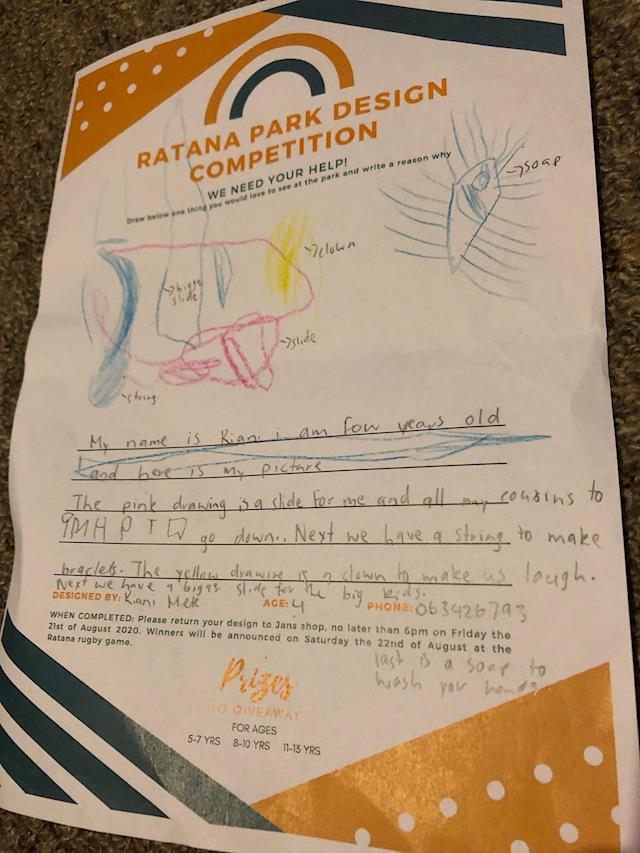 RATANA PARK DESIGN
COMPETITION
WE NEED YOUR HELP!
Draw below one thing you would love to see at the park and write a reason why
soap
clown
biggs
slide
slide
string
My name is Kiani i am four years old
and here is my picture
The pink drawing is a slide for me and all my cousins to
go down.. Next we have a string to make
braclets. The yellow drawing is a clown to make us laugh.
Next we have a biggs slide for the big kids.
DESIGNED BY: Kiani Mete AGE: 4 PHONE: 063426793
WHEN COMPLETED: Please return your design to Jans shop, no later than 6pm on Friday the
21st of August 2020. Winners will be announced on Saturday the 22nd of August at the
Ratana rugby game.
last is a soap to
wash your hands
Prizes
TO GIVEAWAY
FOR AGES
5-7 YRS 8-10 YRS 11-13 YRS